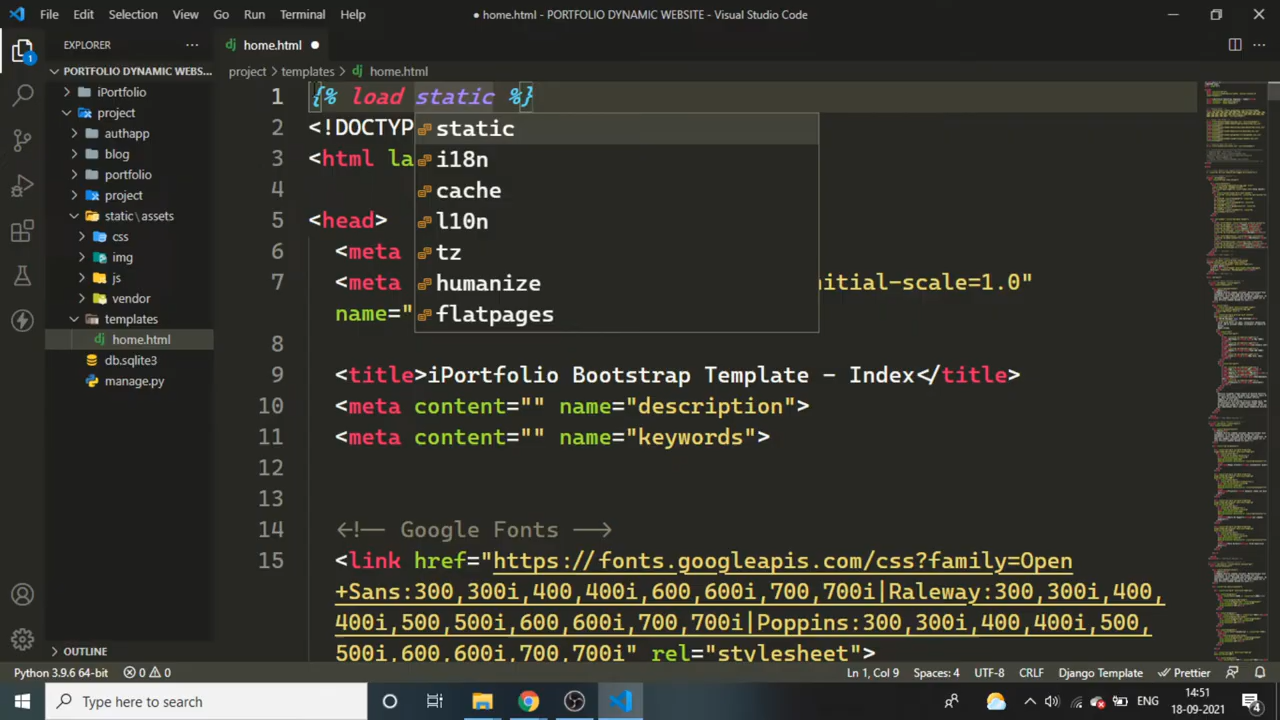 File Edit Selection View Go Run Terminal Help
● home.html - PORTFOLIO DYNAMIC WEBSITE - Visual Studio Code
EXPLORER ···
home.html ●
PORTFOLIO DYNAMIC WEBS...
project > templates > home.html
iPortfolio
project
authapp
blog
portfolio
project
static\assets
css
img
js
vendor
templates
home.html
db.sqlite3
manage.py
OUTLINE
1 {% load static %}
2 <!DOCTYP
3 <html la
4
5 <head>
6 <meta
7 <meta nitial-scale=1.0"
name="
8
9 <title>iPortfolio Bootstrap Template - Index</title>
10 <meta content="" name="description">
11 <meta content="" name="keywords">
12
13
14 <!-- Google Fonts -->
15 <link href="https://fonts.googleapis.com/css?family=Open
+Sans:300,300i,400,400i,600,600i,700,700i|Raleway:300,300i,400,
400i,500,500i,600,600i,700,700i|Poppins:300,300i,400,400i,500,
500i,600,600i,700,700i" rel="stylesheet">
static
i18n
cache
l10n
tz
humanize
flatpages
1
Python 3.9.6 64-bit 0 0 Ln 1, Col 9 Spaces: 4 UTF-8 CRLF Django Template Prettier
Type here to search
ENG
14:51
18-09-2021
4